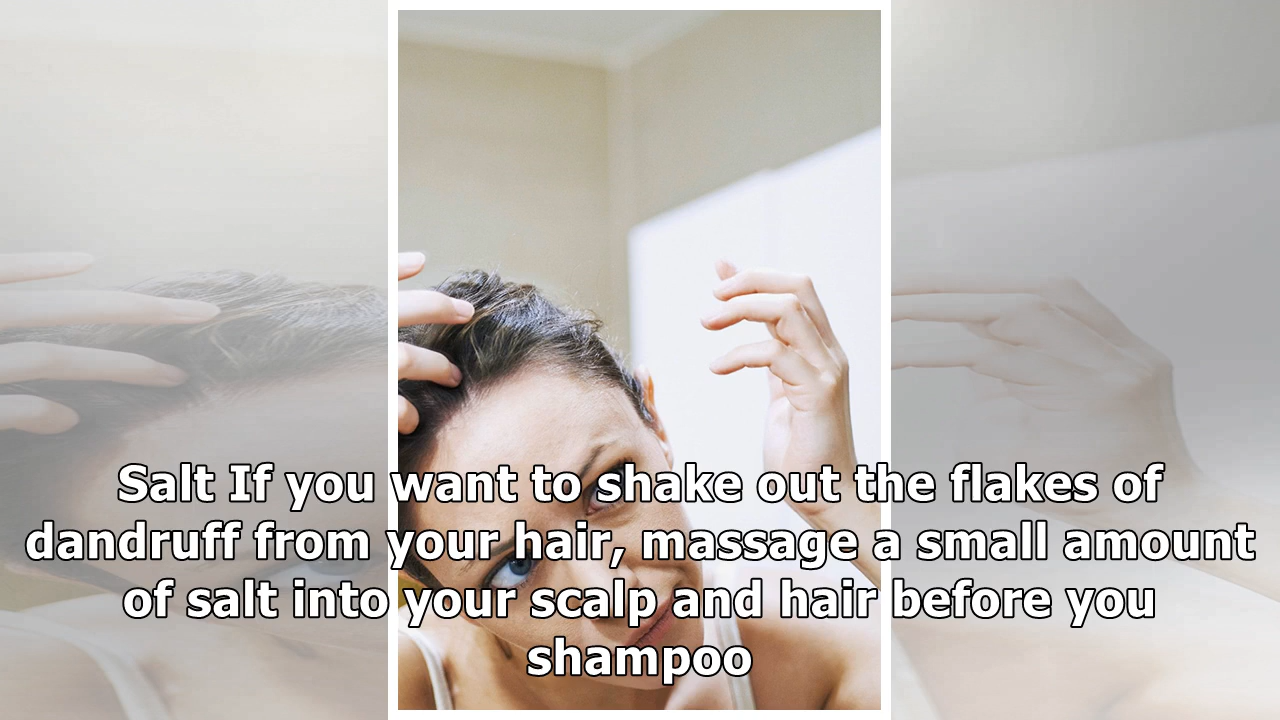 Salt If you want to shake out the flakes of
dandruff from your hair, massage a small amount
of salt into your scalp and hair before you
shampoo